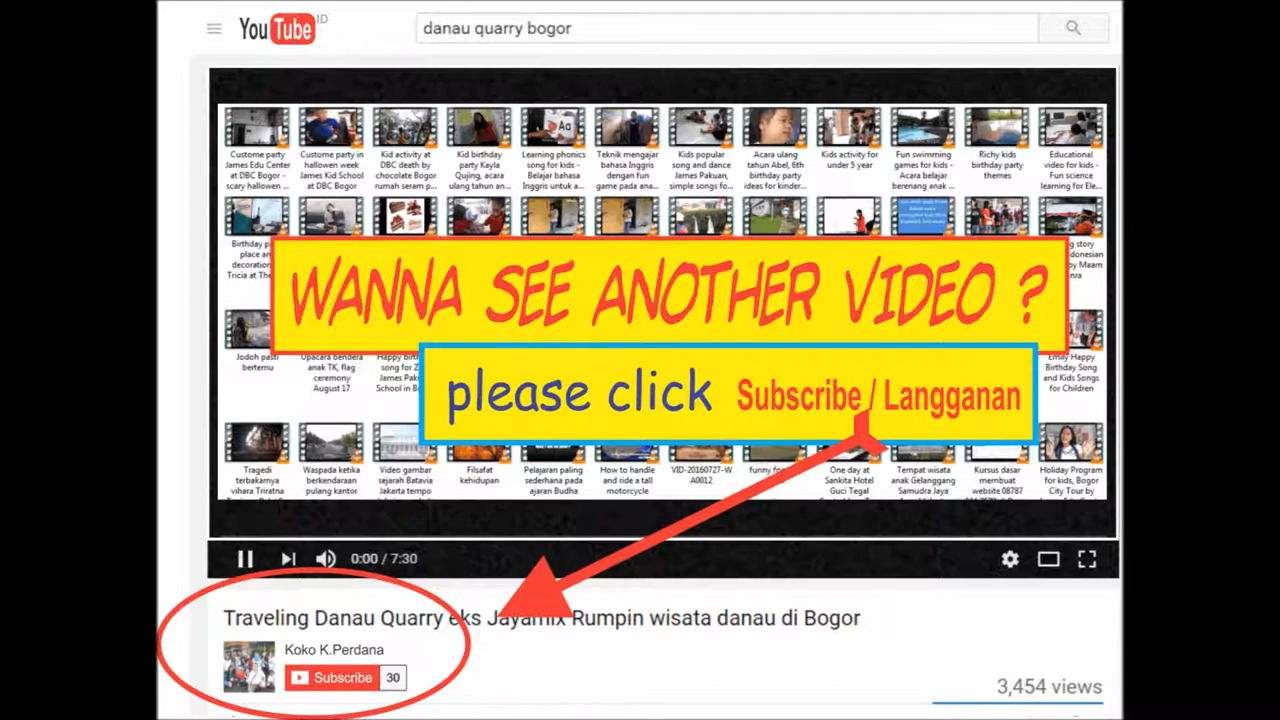 YouTube ID
danau quarry bogor
Custome party James Edu Center at DBC Bogor - scary hallowen ...
Custome party in hallowen week James Kid School at DBC Bogor
Kid activity at DBC death by chocolate Bogor rumah seram p...
Kid birthday party Kayla Qujing, acara ulang tahun an...
Learning phonics song for kids - Belajar bahasa Inggris untuk a...
Teknik mengajar bahasa Inggris dengan fun game pada ana...
Kids popular song and dance James Pakuan, simple songs fo...
Acara ulang tahun Abel, 6th birthday party ideas for kinder...
Kids activity for under 5 year
Fun swimming games for kids - Acara belajar berenang anak ...
Richy kids birthday party themes
Educational video for kids - Fun science learning for Ele...
WANNA SEE ANOTHER VIDEO ?
please click Subscribe / Langganan
Jodoh pasti bertemu
Upacara bendera anak TK, flag ceremony August 17
Emily Happy Birthday Song and Kids Songs for Children
Tragedi terbakarnya vihara Triratna
Waspada ketika berkendaraan pulang kantor
Video gambar sejarah Batavia Jakarta tempo
Filsafat kehidupan
Pelajaran paling sederhana pada ajaran Budha
How to handle and ride a tall motorcycle
VID-20160727-WA0012
funny
One day at Sankita Hotel Guci Tegal
Tempat wisata anak Gelanggang Samudra Jaya
Kursus dasar membuat website 08787
Holiday Program for kids, Bogor City Tour by
0:00 / 7:30
Traveling Danau Quarry eks Jayamix Rumpin wisata danau di Bogor
Koko K.Perdana
Subscribe 30
3,454 views